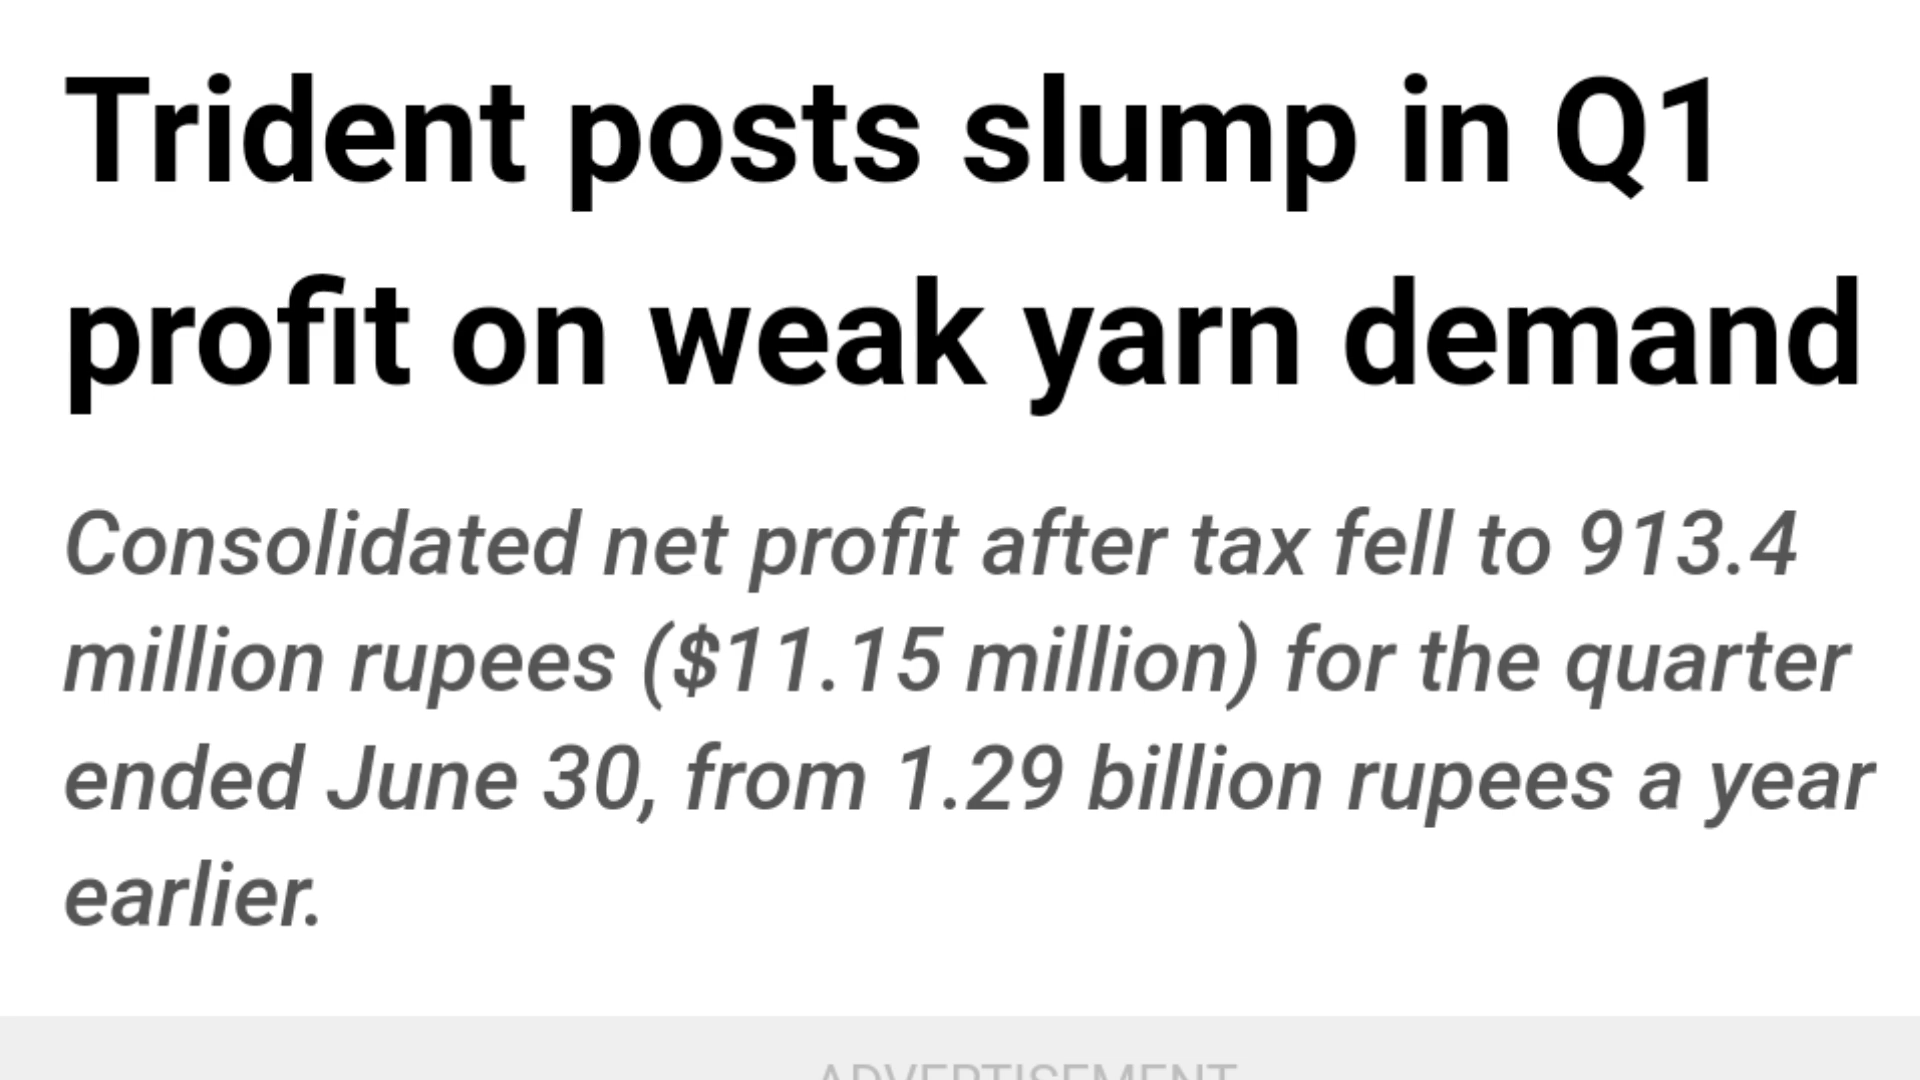 Trident posts slump in Q1
profit on weak yarn demand
Consolidated net profit after tax fell to 913.4
million rupees ($11.15 million) for the quarter
ended June 30, from 1.29 billion rupees a year
earlier.
ADVERTISEMENT